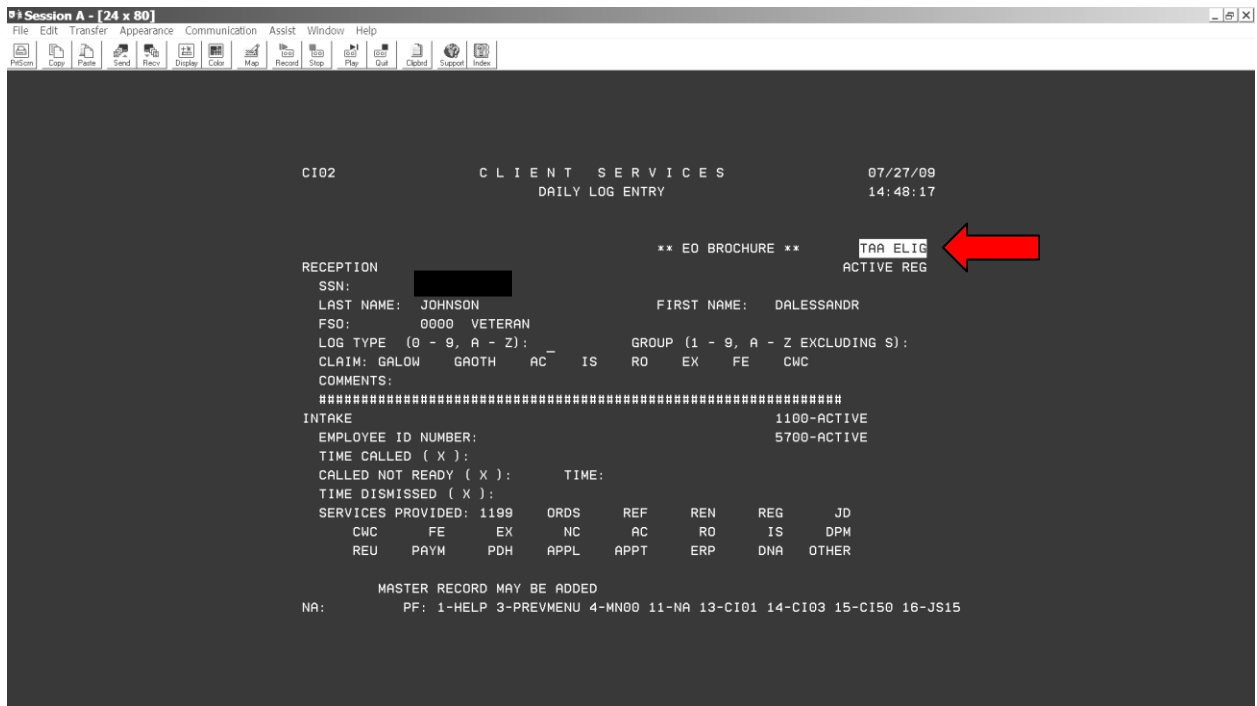 Session A - [24 x 80]
File Edit Transfer Appearance Communication Assist Window Help
PrtScrn Copy Paste Send Recv Display Color Map Record Stop Play Quit Clipbrd Support Index
CI02 C L I E N T S E R V I C E S 07/27/09
DAILY LOG ENTRY 14:48:17
** EO BROCHURE ** TAA ELIG
RECEPTION ACTIVE REG
SSN:
LAST NAME: JOHNSON FIRST NAME: DALESSANDR
FSO: 0000 VETERAN
LOG TYPE (0 - 9, A - Z): _ GROUP (1 - 9, A - Z EXCLUDING S):
CLAIM: GALOW GAOTH AC IS RO EX FE CWC
COMMENTS:
################################################################
INTAKE 1100-ACTIVE
EMPLOYEE ID NUMBER: 5700-ACTIVE
TIME CALLED ( X ):
CALLED NOT READY ( X ): TIME:
TIME DISMISSED ( X ):
SERVICES PROVIDED: 1199 ORDS REF REN REG JD
CWC FE EX NC AC RO IS DPM
REU PAYM PDH APPL APPT ERP DNA OTHER
MASTER RECORD MAY BE ADDED
NA: PF: 1-HELP 3-PREVMENU 4-MN00 11-NA 13-CI01 14-CI03 15-CI50 16-JS15